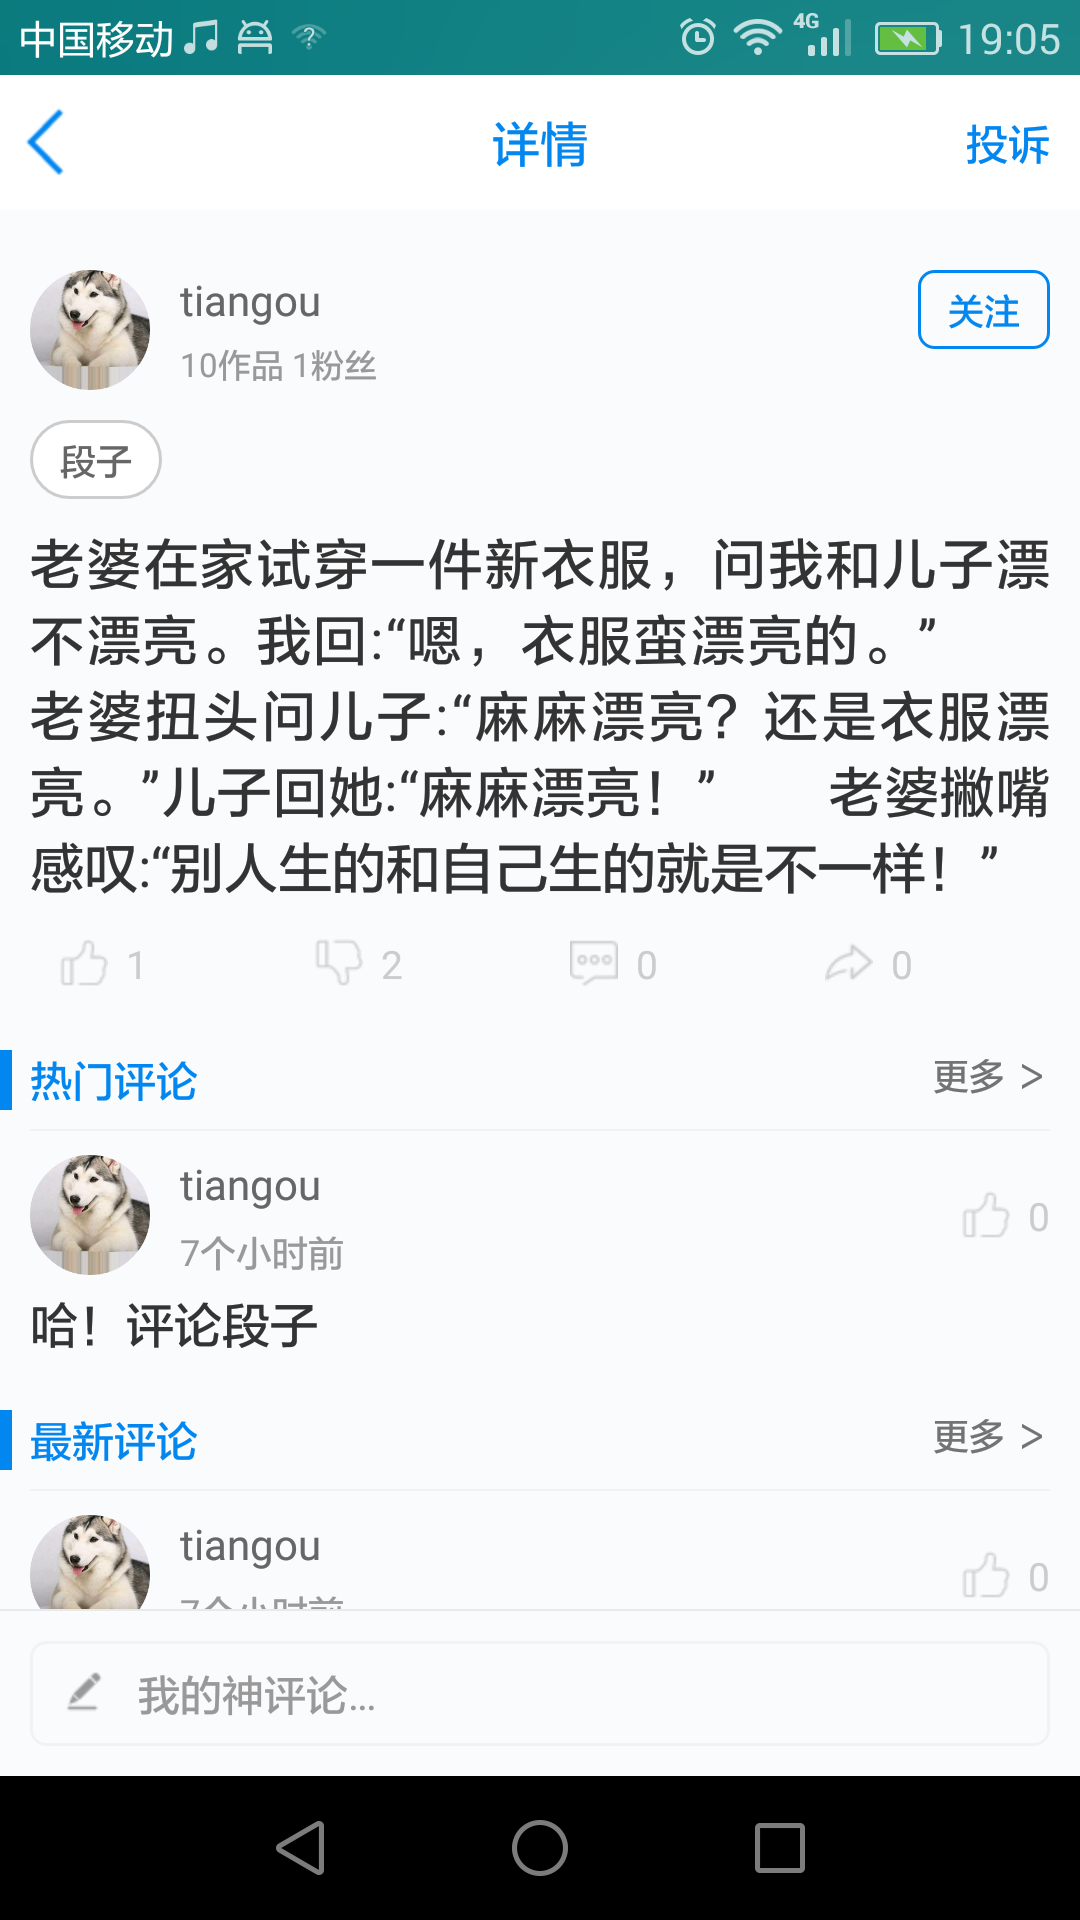 中国移动 4G 19:05
详情 投诉
tiangou 关注
10作品 1粉丝
段子
老婆在家试穿一件新衣服，问我和儿子漂
不漂亮。我回:“嗯，衣服蛮漂亮的。”
老婆扭头问儿子:“麻麻漂亮？还是衣服漂
亮。”儿子回她:“麻麻漂亮！” 老婆撇嘴
感叹:“别人生的和自己生的就是不一样！”
1 2 0 0
热门评论 更多 >
tiangou
0
7个小时前
哈！评论段子
最新评论 更多 >
tiangou
0
7个小时前
我的神评论...